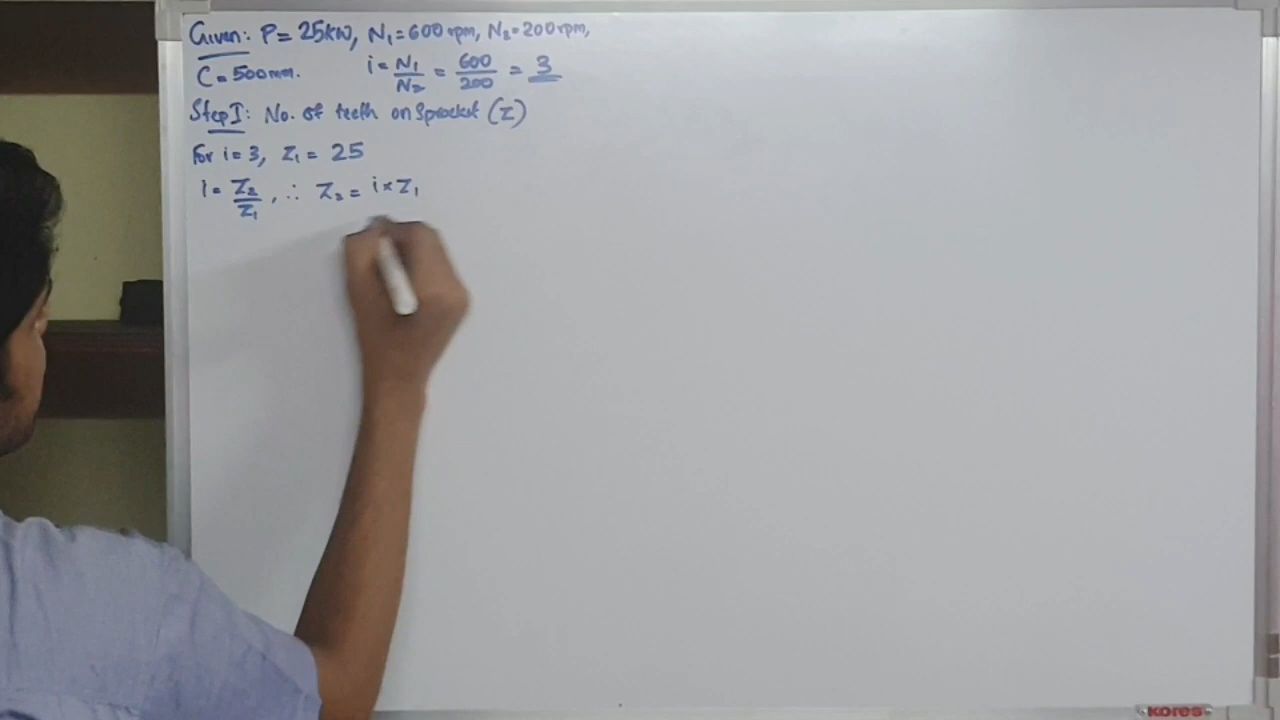 Given: P = 25kW, N₁ = 600 rpm, N₂ = 200 rpm,
C = 500mm. i = N₁/N₂ = 600/200 = 3
Step I: No. of teeth on Sprocket (Z)
For i = 3, Z₁ = 25
i = Z₂/Z₁, ∴ Z₂ = i × Z₁
KORES